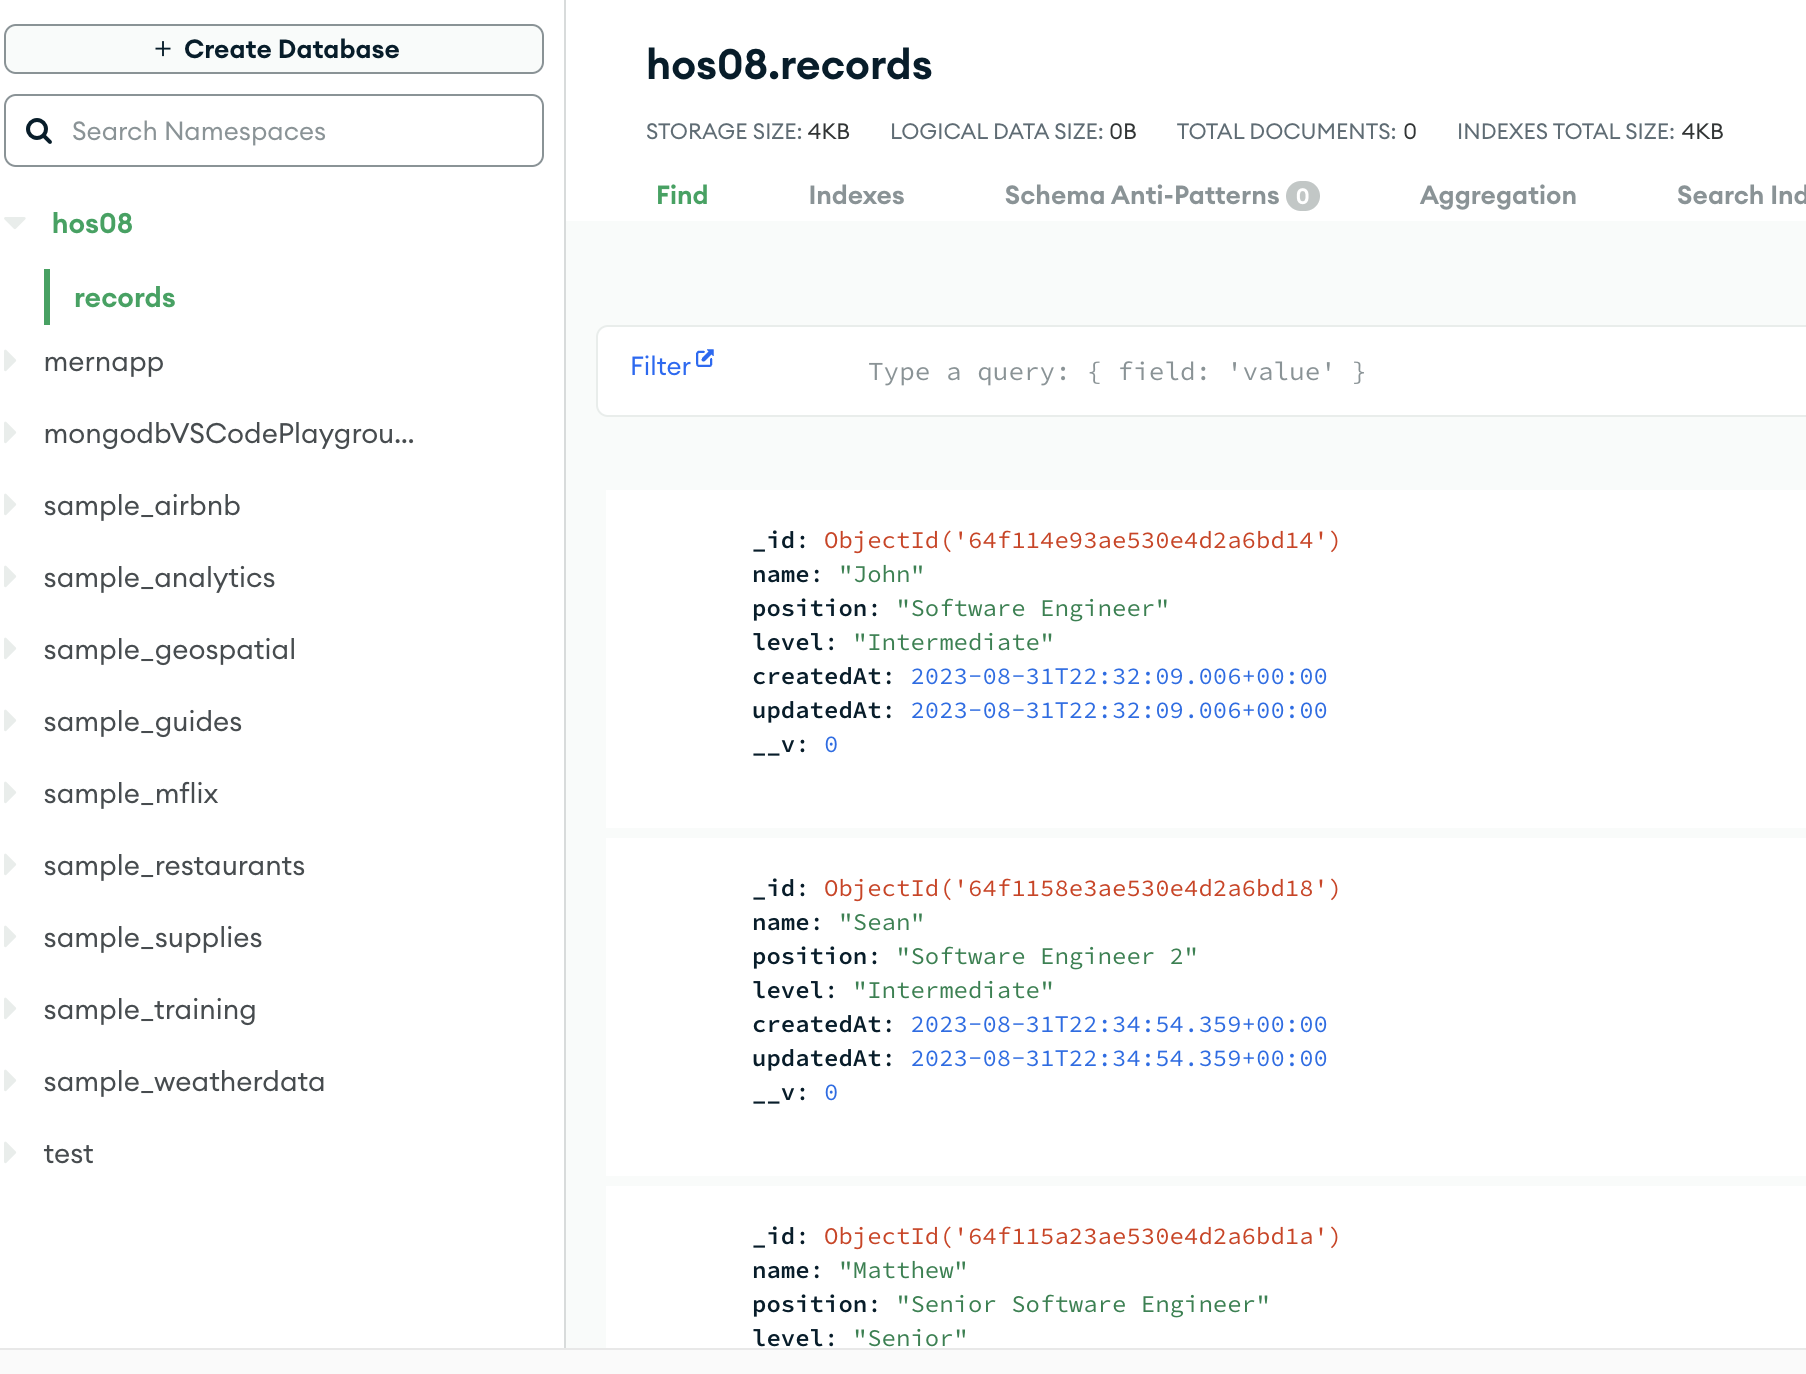 + Create Database
Search Namespaces
hos08
records
mernapp
mongodbVSCodePlaygrou...
sample_airbnb
sample_analytics
sample_geospatial
sample_guides
sample_mflix
sample_restaurants
sample_supplies
sample_training
sample_weatherdata
test
hos08.records
STORAGE SIZE: 4KB LOGICAL DATA SIZE: 0B TOTAL DOCUMENTS: 0 INDEXES TOTAL SIZE: 4KB
Find Indexes Schema Anti-Patterns 0 Aggregation Search Ind
Filter Type a query: { field: 'value' }
_id: ObjectId('64f114e93ae530e4d2a6bd14')
name: "John"
position: "Software Engineer"
level: "Intermediate"
createdAt: 2023-08-31T22:32:09.006+00:00
updatedAt: 2023-08-31T22:32:09.006+00:00
__v: 0
_id: ObjectId('64f1158e3ae530e4d2a6bd18')
name: "Sean"
position: "Software Engineer 2"
level: "Intermediate"
createdAt: 2023-08-31T22:34:54.359+00:00
updatedAt: 2023-08-31T22:34:54.359+00:00
__v: 0
_id: ObjectId('64f115a23ae530e4d2a6bd1a')
name: "Matthew"
position: "Senior Software Engineer"
level: "Senior"